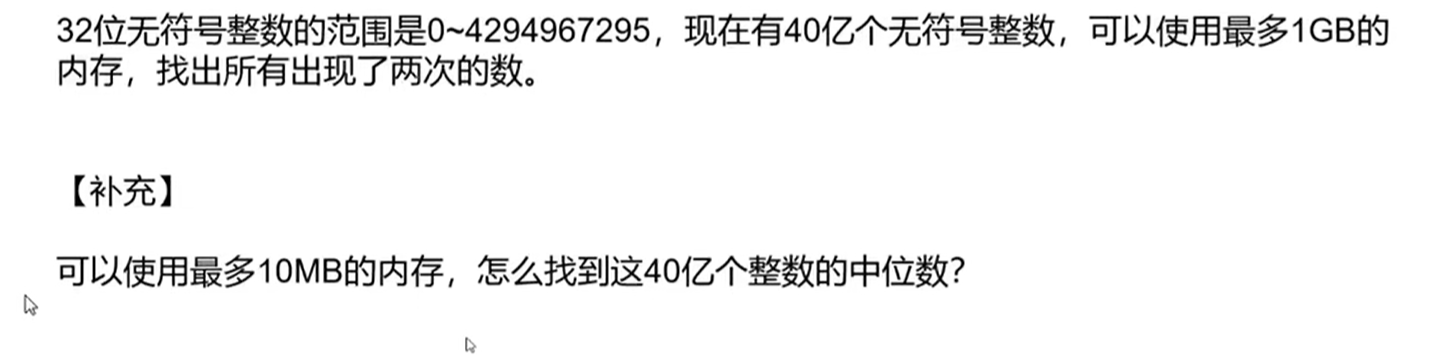 32位无符号整数的范围是0~4294967295，现在有40亿个无符号整数，可以使用最多1GB的
内存，找出所有出现了两次的数。
【补充】
可以使用最多10MB的内存，怎么找到这40亿个整数的中位数？